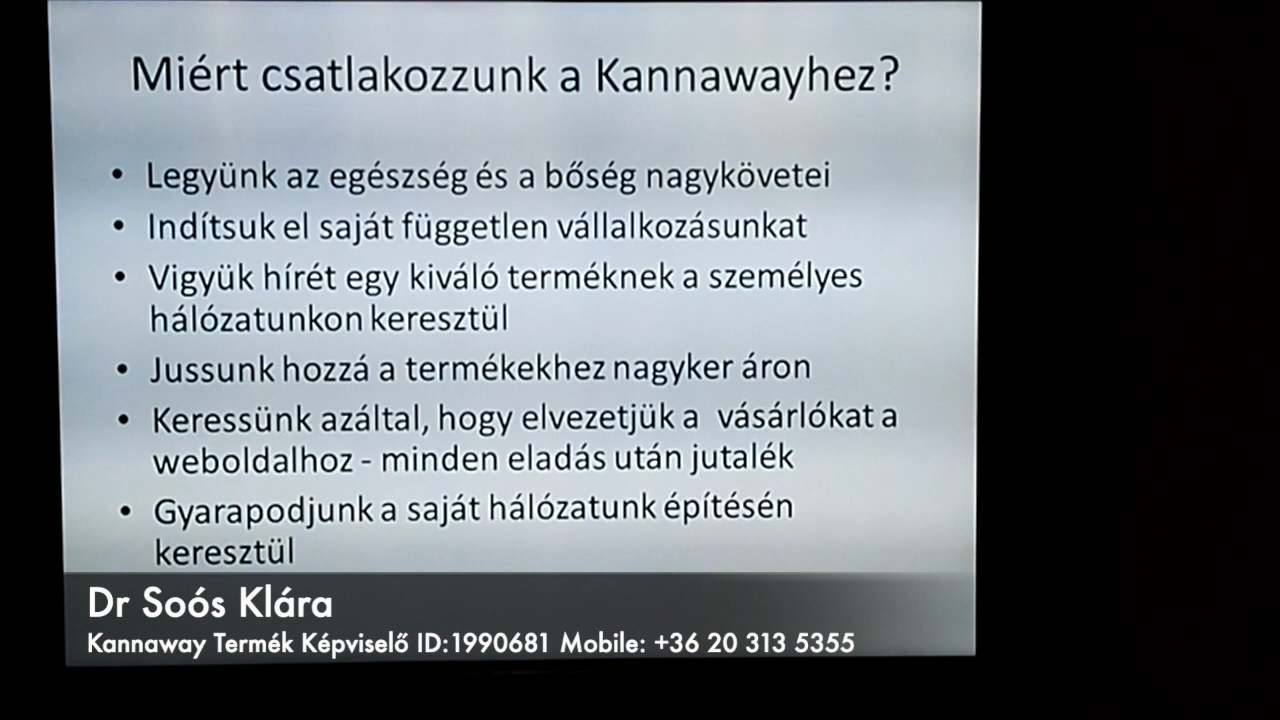 Miért csatlakozzunk a Kannawayhez?
• Legyünk az egészség és a bőség nagykövetei
• Indítsuk el saját független vállalkozásunkat
• Vigyük hírét egy kiváló terméknek a személyes
hálózatunkon keresztül
• Jussunk hozzá a termékekhez nagyker áron
• Keressünk azáltal, hogy elvezetjük a vásárlókat a
weboldalhoz - minden eladás után jutalék
• Gyarapodjunk a saját hálózatunk építésén
keresztül
Dr Soós Klára
Kannaway Termék Képviselő ID:1990681 Mobile: +36 20 313 5355